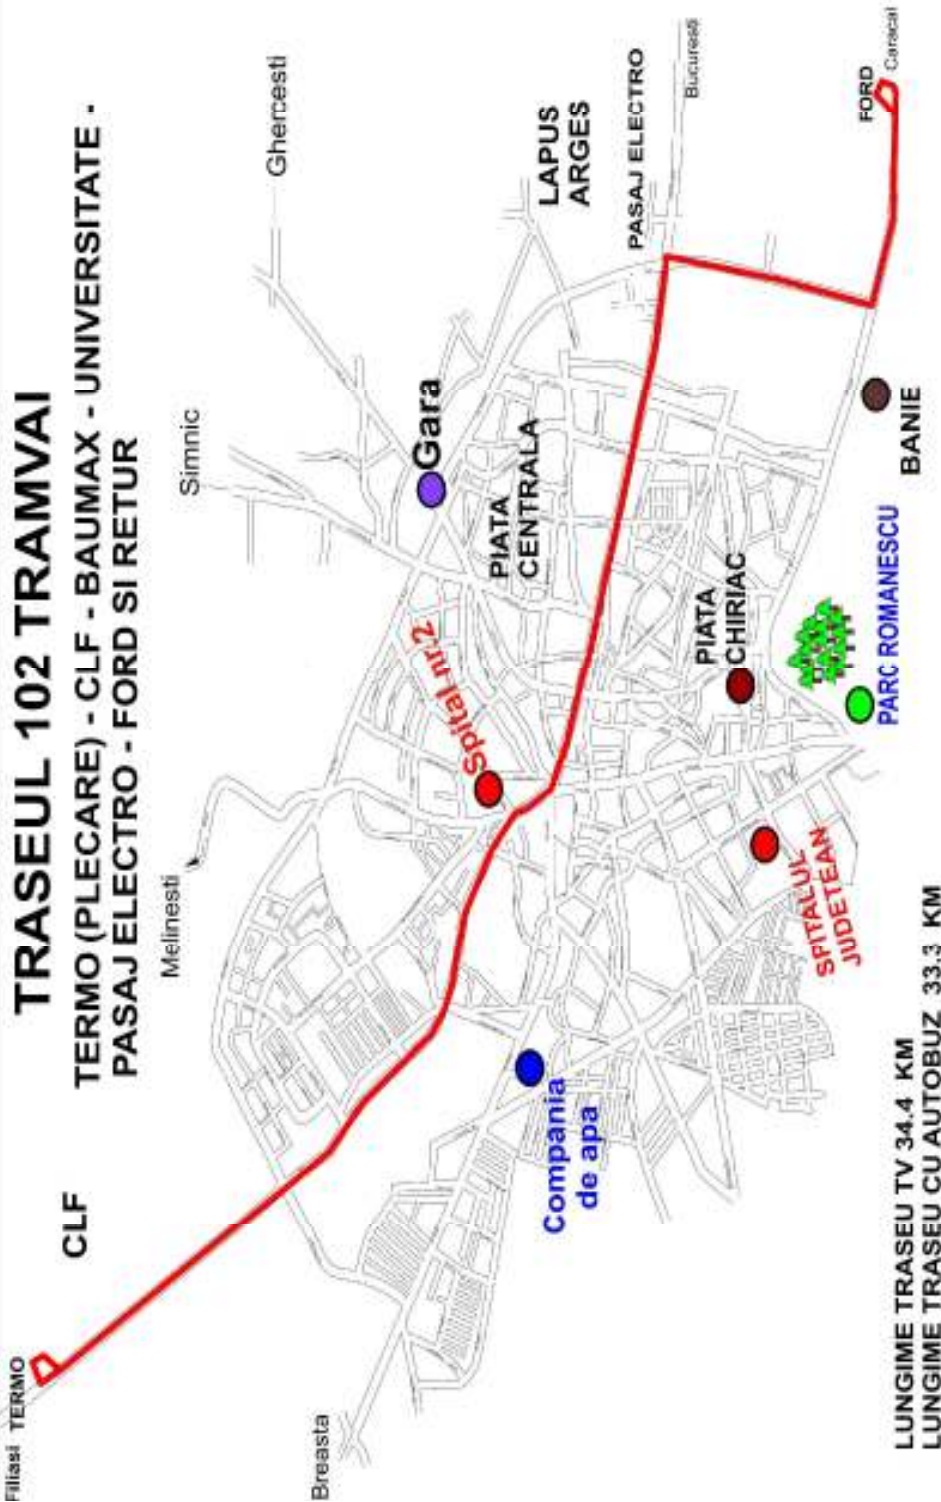 TRASEUL 102 TRAMVAI
TERMO (PLECARE) - CLF - BAUMAX - UNIVERSITATE -
PASAJ ELECTRO - FORD SI RETUR
Filiasi
TERMO
CLF
Melinesti
Simnic
Ghercesti
Gara
LAPUS
ARGES
PIATA
CENTRALA
Spital nr.2
PASAJ ELECTRO
Bucuresti
FORD
Caracal
Breasta
Compania
de apa
PIATA
CHIRIAC
BANIE
PARC ROMANESCU
SPITALUL
JUDETEAN
LUNGIME TRASEU TV 34.4 KM
LUNGIME TRASEU CU AUTOBUZ 33.3 KM